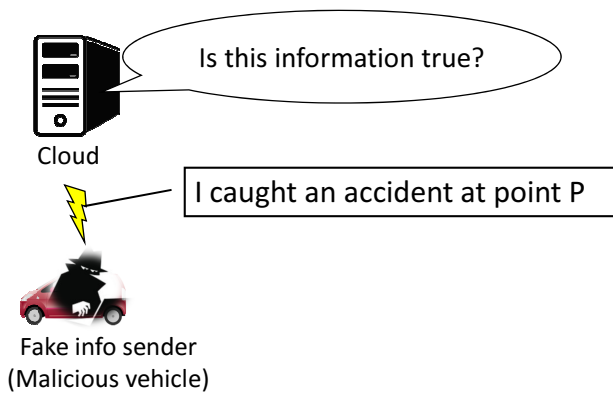 Is this information true?
Cloud
I caught an accident at point P
Fake info sender
(Malicious vehicle)